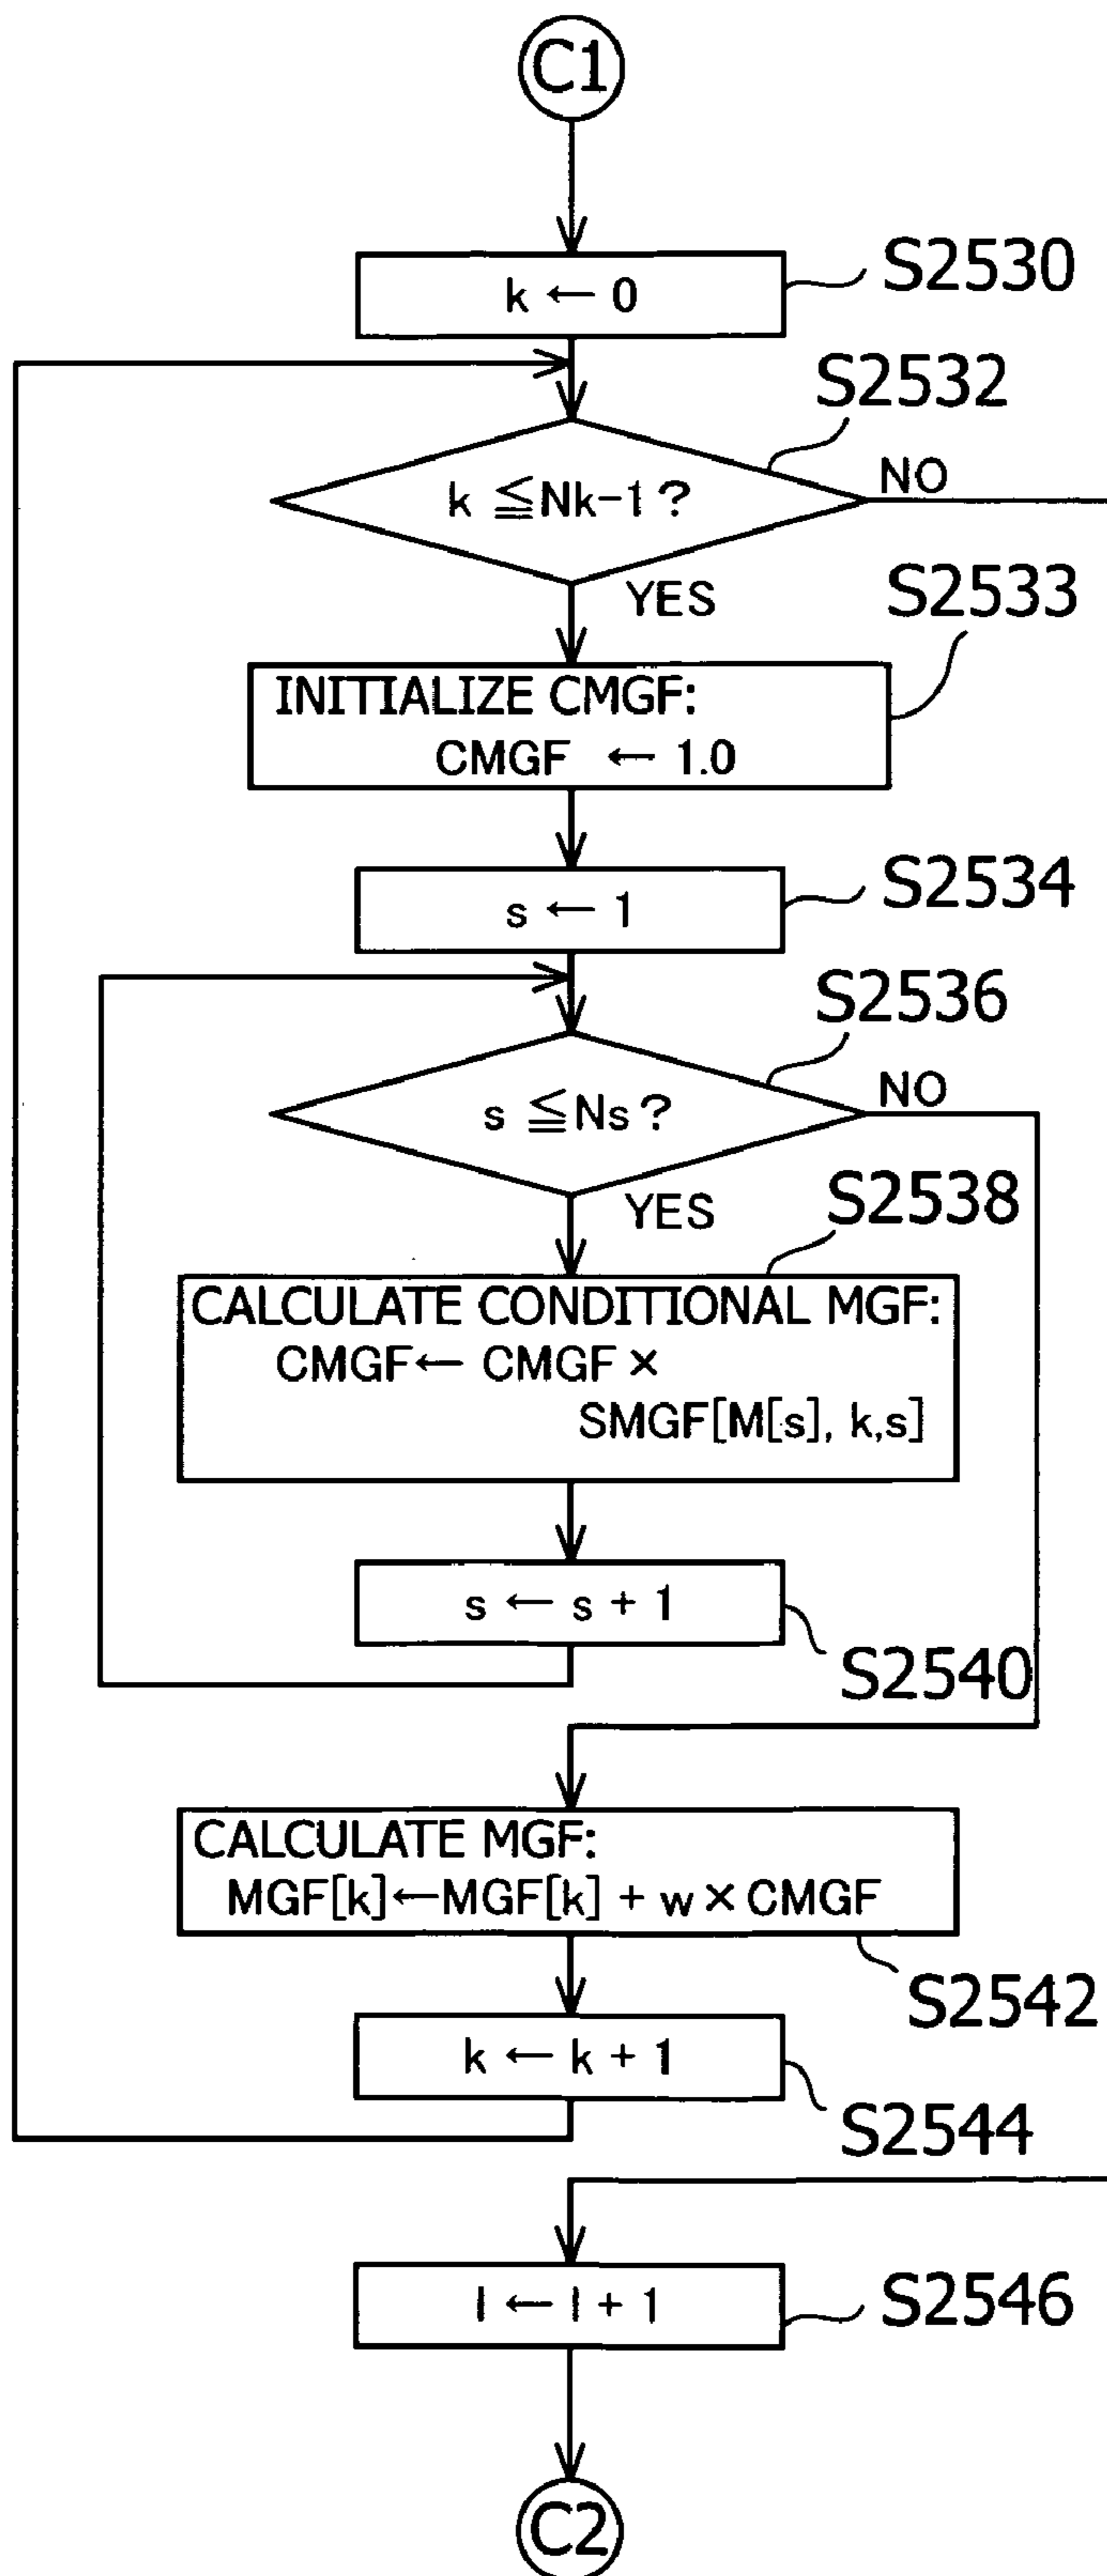 C1
k ← 0
S2530
S2532
k ≦ Nk-1 ?
NO
YES
S2533
INITIALIZE CMGF:
CMGF ← 1.0
s ← 1
S2534
S2536
s ≦ Ns ?
NO
YES
S2538
CALCULATE CONDITIONAL MGF:
CMGF ← CMGF ×
SMGF[M[s], k,s]
s ← s + 1
S2540
CALCULATE MGF:
MGF[k] ← MGF[k] + w × CMGF
S2542
k ← k + 1
S2544
l ← l + 1
S2546
C2